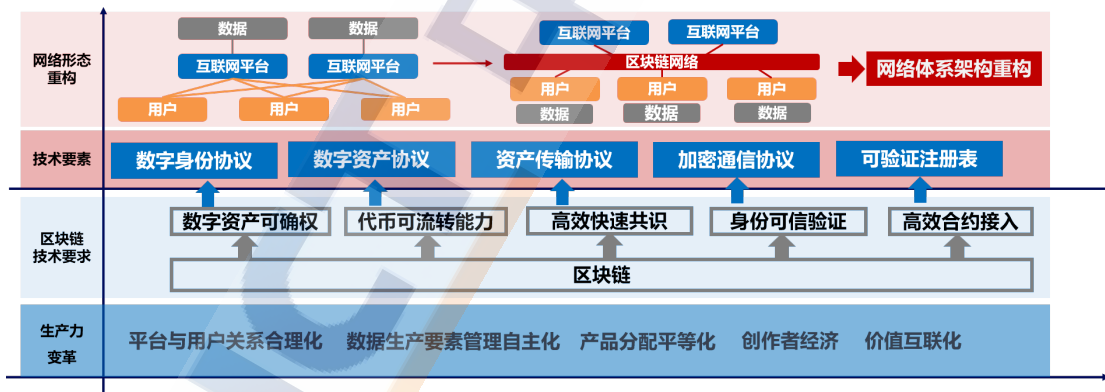 网络形态
重构
数据
数据
互联网平台
互联网平台
用户
用户
用户
互联网平台
互联网平台
区块链网络
用户
用户
用户
数据
数据
数据
网络体系架构重构
技术要素
数字身份协议
数字资产协议
资产传输协议
加密通信协议
可验证注册表
区块链
技术要求
数字资产可确权
代币可流转能力
高效快速共识
身份可信验证
高效合约接入
区块链
生产力
变革
平台与用户关系合理化
数据生产要素管理自主化
产品分配平等化
创作者经济
价值互联化